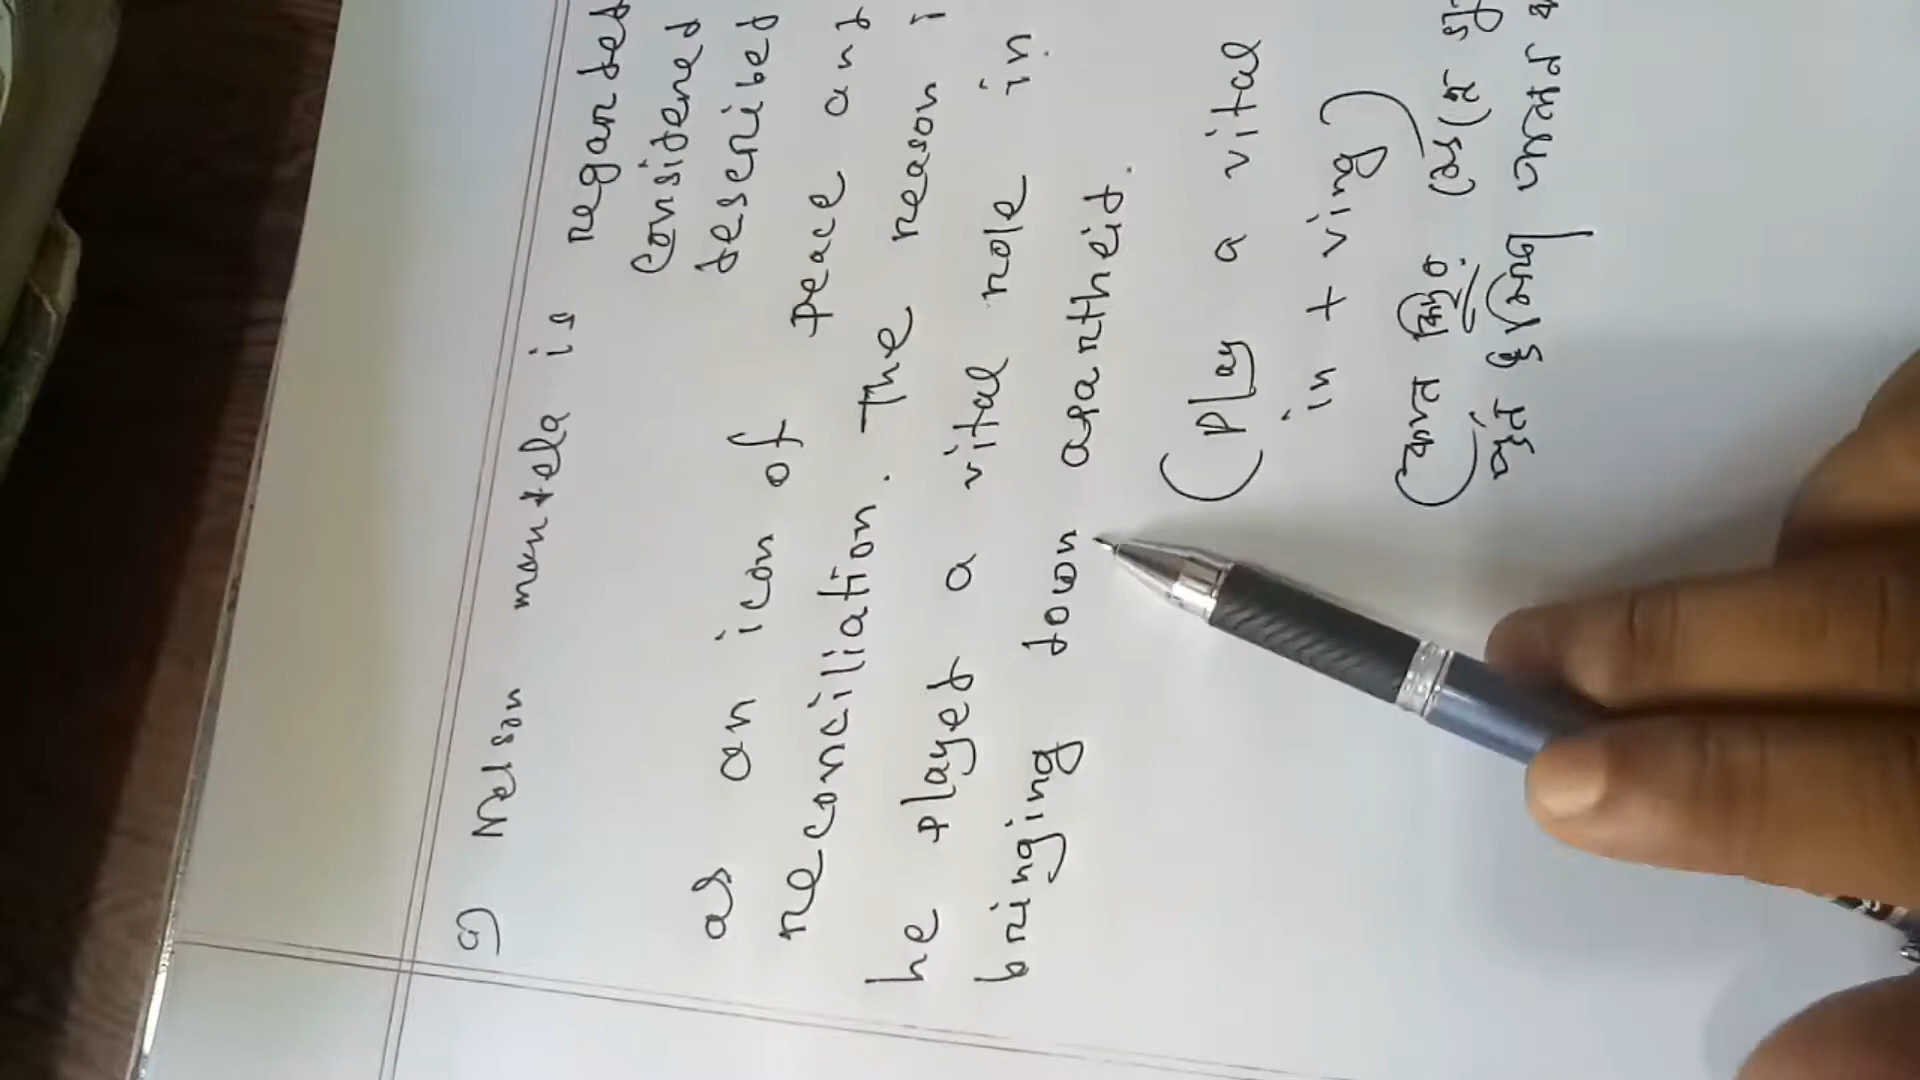 9) Nelson mandela is regarded
considered
described
as an icon of peace and
reconciliation. The reason i
he played a vital role in
bringing down apartheid.
(Play a vital
in + ving)
(কোন কিছু